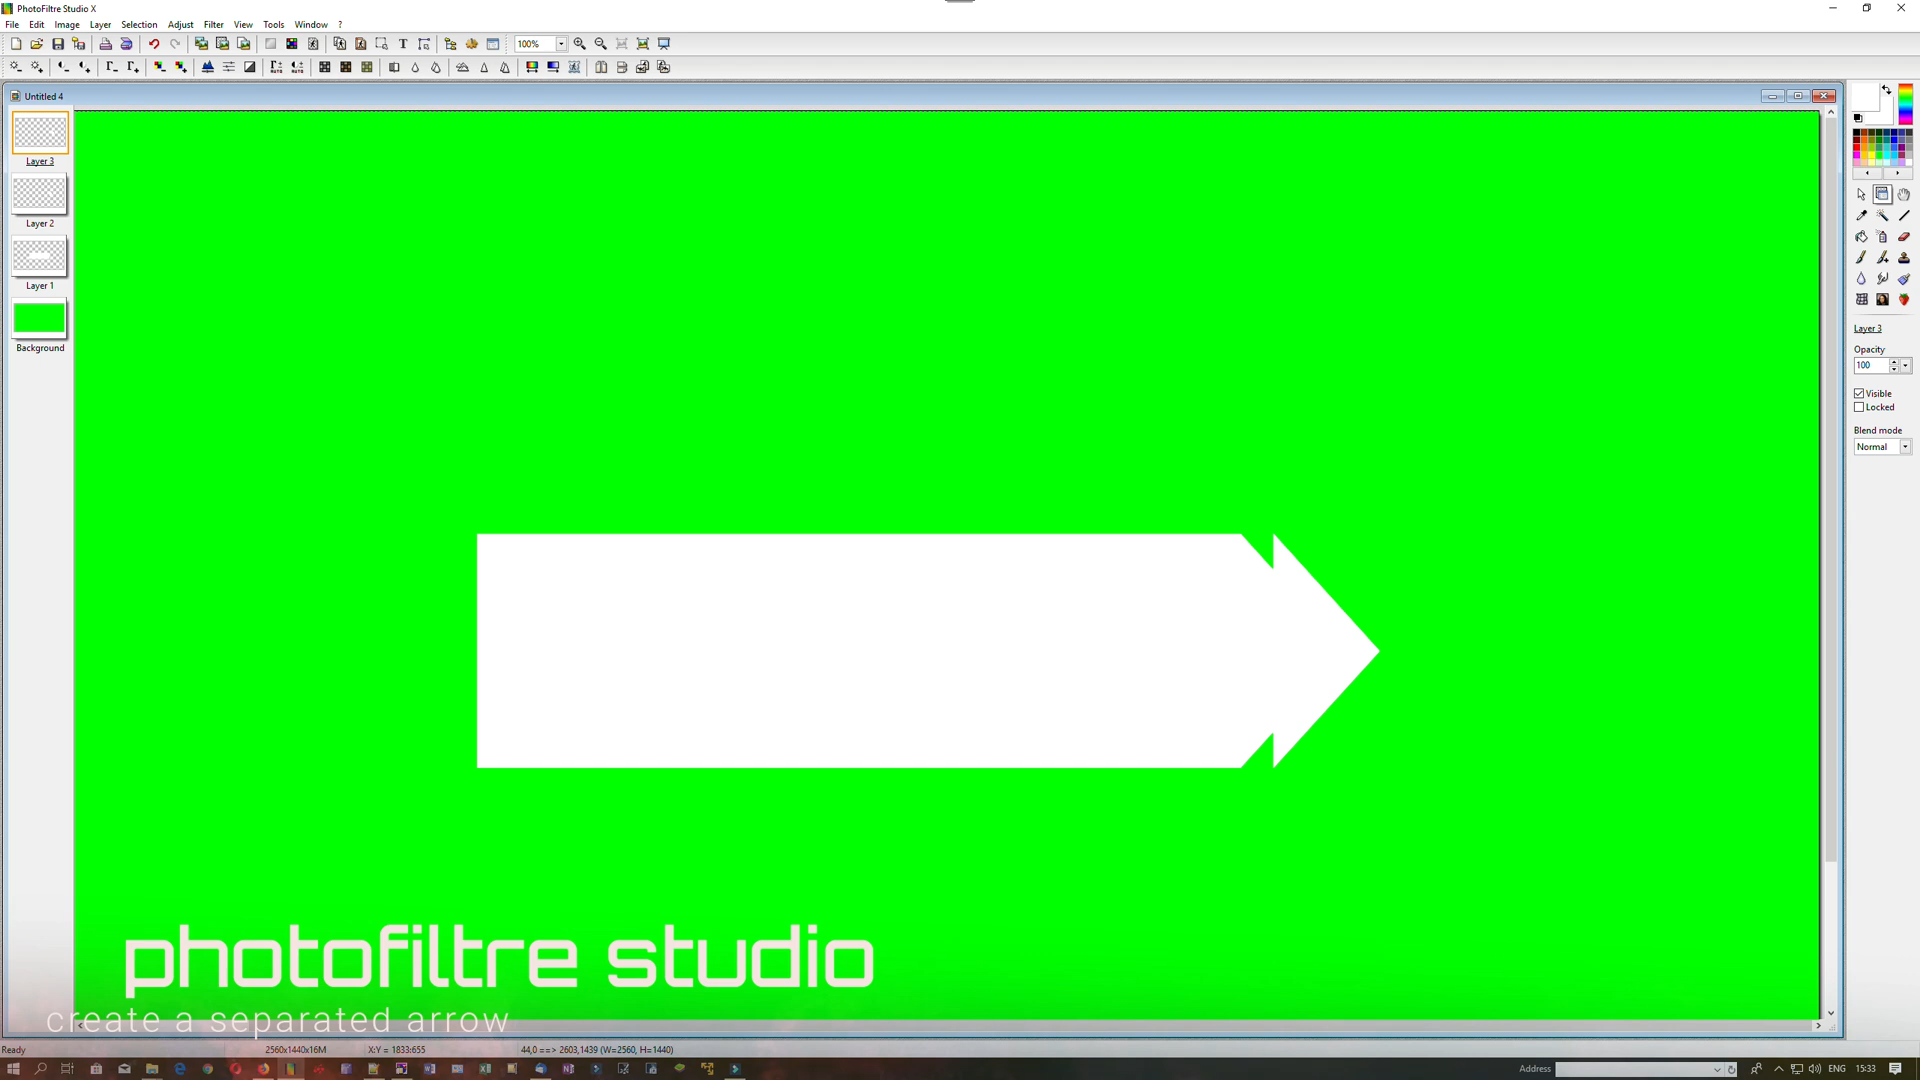 PhotoFiltre Studio X
File Edit Image Layer Selection Adjust Filter View Tools Window ?
100%
Untitled 4
Layer 3
Layer 2
Layer 1
Background
Layer 3
Opacity
100
Visible
Locked
Blend mode
Normal
photofiltre studio
create a separated arrow
Ready 2560x1440x16M X:Y = 1833:655 44,0 ==> 2603,1439 (W=2560, H=1440)
Address ENG 15:33